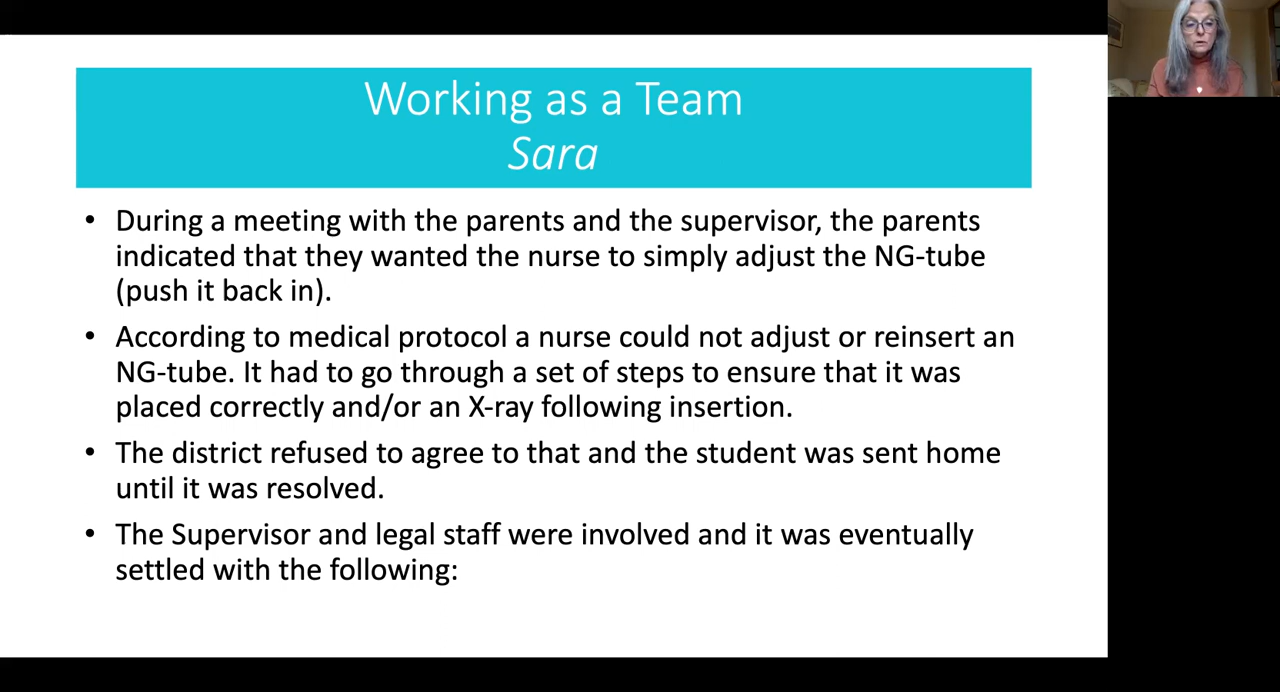 Working as a Team
Sara
• During a meeting with the parents and the supervisor, the parents
indicated that they wanted the nurse to simply adjust the NG-tube
(push it back in).
• According to medical protocol a nurse could not adjust or reinsert an
NG-tube. It had to go through a set of steps to ensure that it was
placed correctly and/or an X-ray following insertion.
• The district refused to agree to that and the student was sent home
until it was resolved.
• The Supervisor and legal staff were involved and it was eventually
settled with the following: